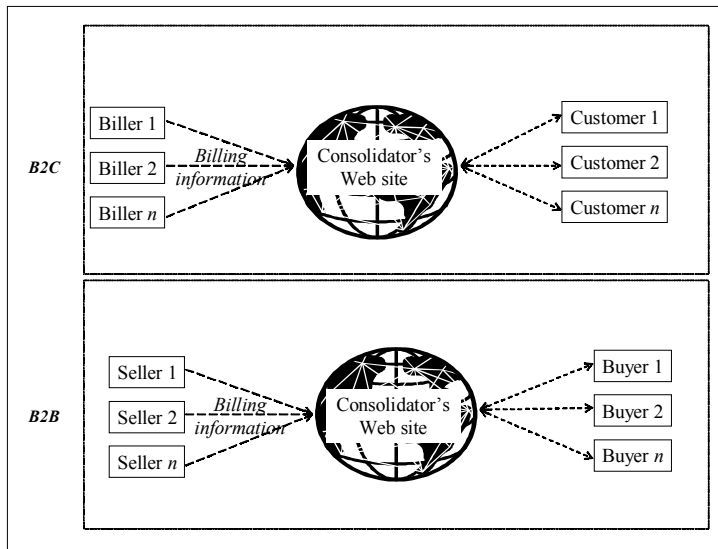 B2C
Biller 1
Biller 2
Biller n
Billing
information
Consolidator's
Web site
Customer 1
Customer 2
Customer n
B2B
Seller 1
Seller 2
Seller n
Billing
information
Consolidator's
Web site
Buyer 1
Buyer 2
Buyer n